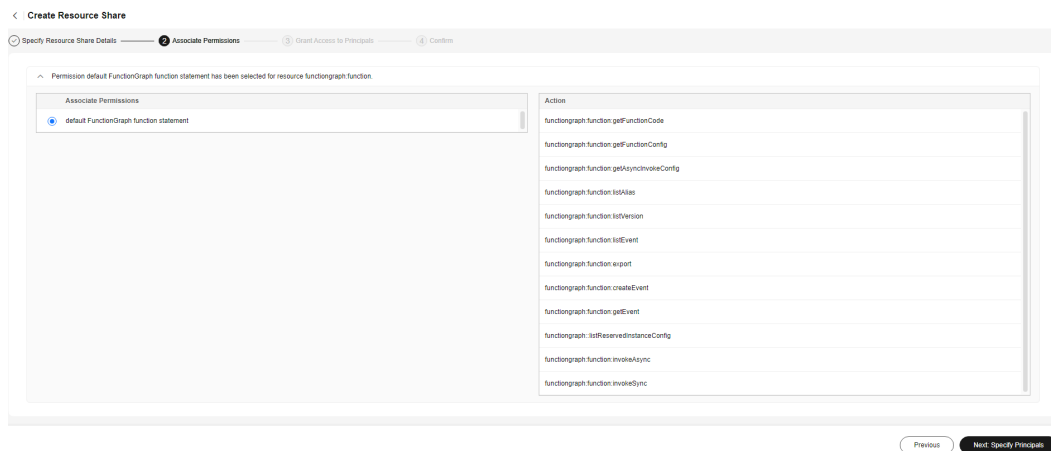 Create Resource Share
Specify Resource Share Details 2 Associate Permissions 3 Grant Access to Principals 4 Confirm
Permission default FunctionGraph function statement has been selected for resource functiongraph:function.
Associate Permissions
default FunctionGraph function statement
Action
functiongraph:function:getFunctionCode
functiongraph:function:getFunctionConfig
functiongraph:function:getAsyncInvokeConfig
functiongraph:function:listAlias
functiongraph:function:listVersion
functiongraph:function:listEvent
functiongraph:function:export
functiongraph:function:createEvent
functiongraph:function:getEvent
functiongraph::listReservedInstanceConfig
functiongraph:function:invokeAsync
functiongraph:function:invokeSync
Previous Next: Specify Principals